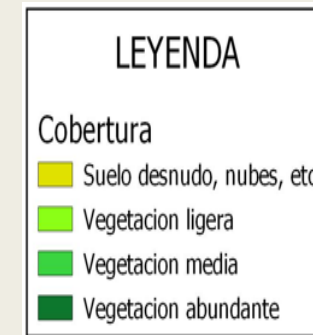 LEYENDA
Cobertura
Suelo desnudo, nubes, etc
Vegetacion ligera
Vegetacion media
Vegetacion abundante